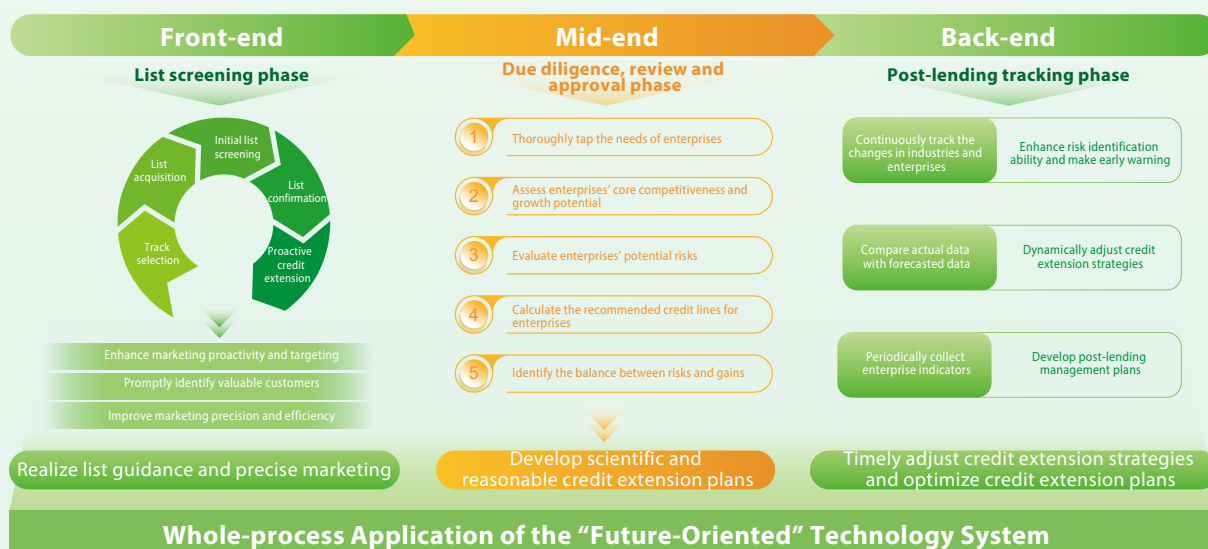 Front-end
Mid-end
Back-end
List screening phase
Due diligence, review and
approval phase
Post-lending tracking phase
Track
selection
List
acquisition
Initial list
screening
List
confirmation
Proactive
credit
extension
Enhance marketing proactivity and targeting
Promptly identify valuable customers
Improve marketing precision and efficiency
1
Thoroughly tap the needs of enterprises
2
Assess enterprises’ core competitiveness and
growth potential
3
Evaluate enterprises’ potential risks
4
Calculate the recommended credit lines for
enterprises
5
Identify the balance between risks and gains
Continuously track the
changes in industries and
enterprises
Enhance risk identification
ability and make early warning
Compare actual data
with forecasted data
Dynamically adjust credit
extension strategies
Periodically collect
enterprise indicators
Develop post-lending
management plans
Realize list guidance and precise marketing
Develop scientific and
reasonable credit extension plans
Timely adjust credit extension strategies
and optimize credit extension plans
Whole-process Application of the “Future-Oriented” Technology System